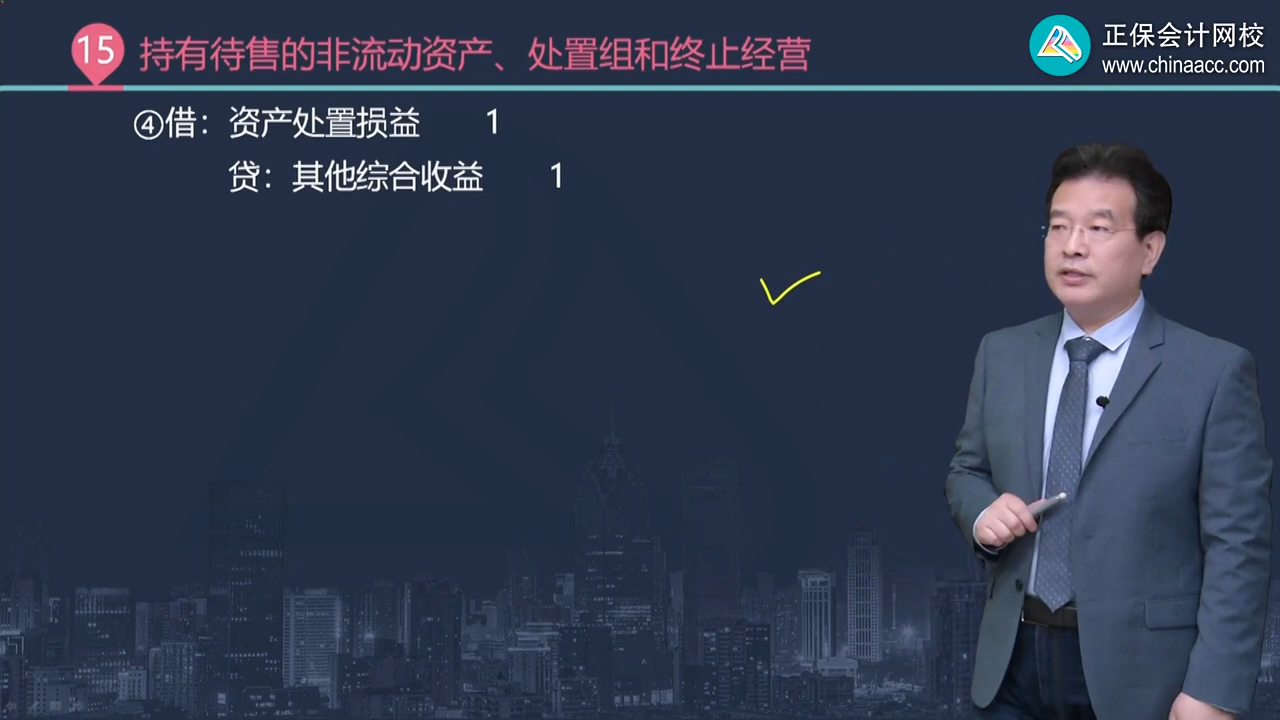 15 持有待售的非流动资产、处置组和终止经营
正保会计网校
www.chinaacc.com
④借：资产处置损益 1
贷：其他综合收益 1